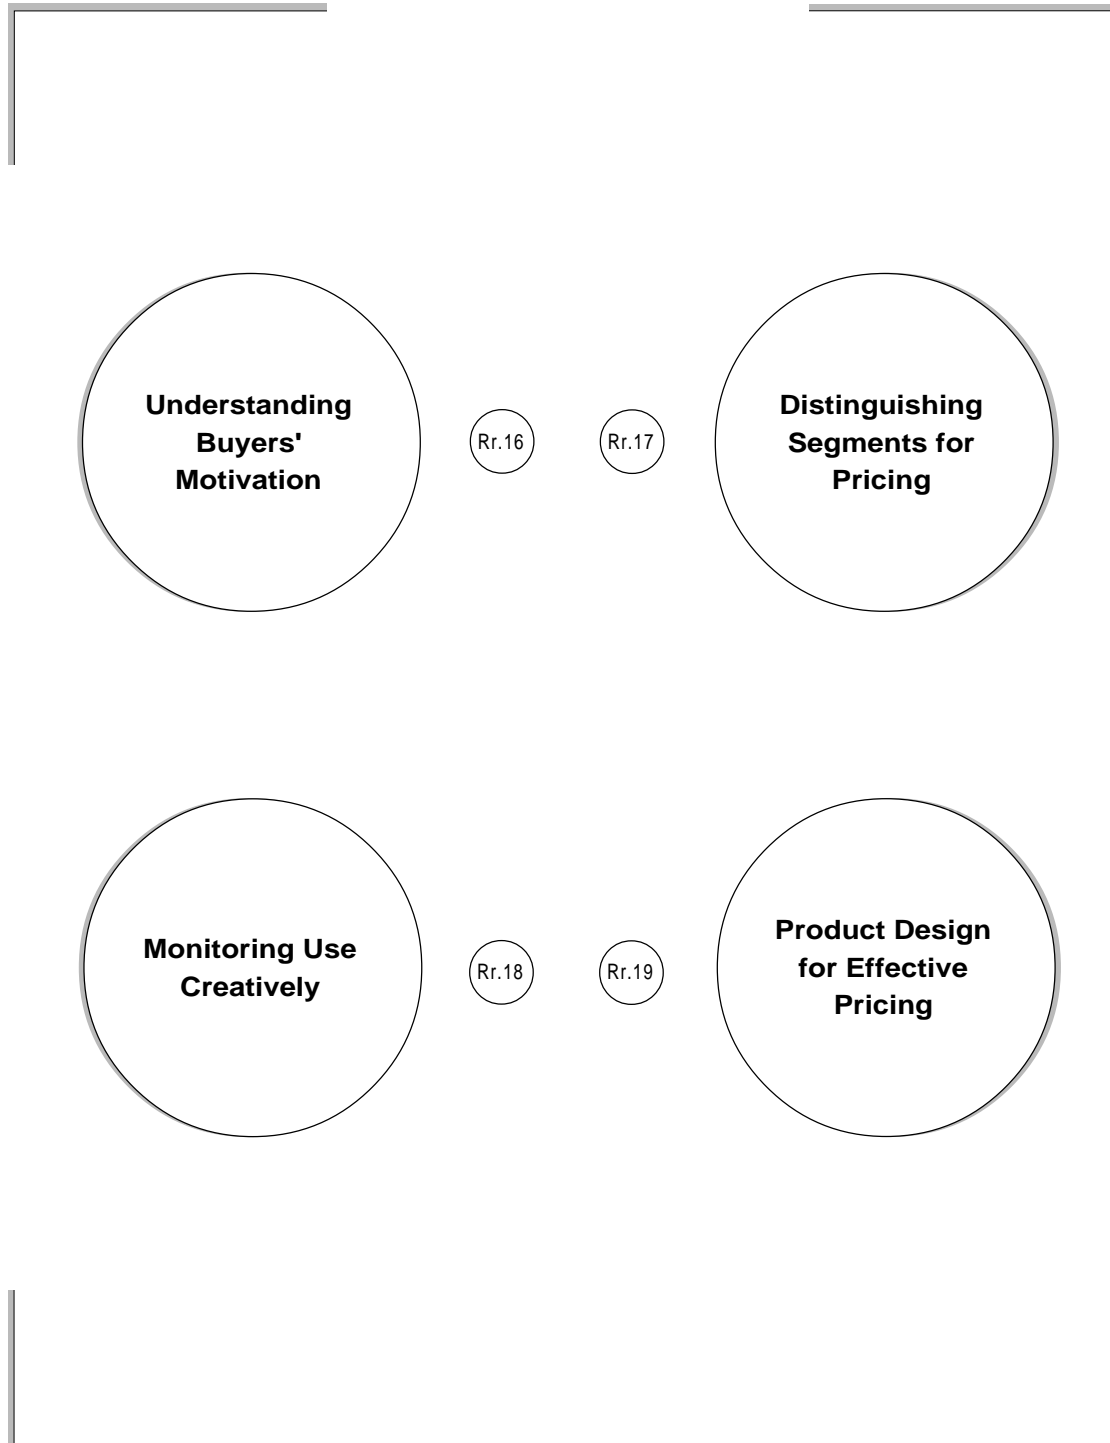 Understanding
Buyers'
Motivation
Rr.16
Rr.17
Distinguishing
Segments for
Pricing
Monitoring Use
Creatively
Rr.18
Rr.19
Product Design
for Effective
Pricing